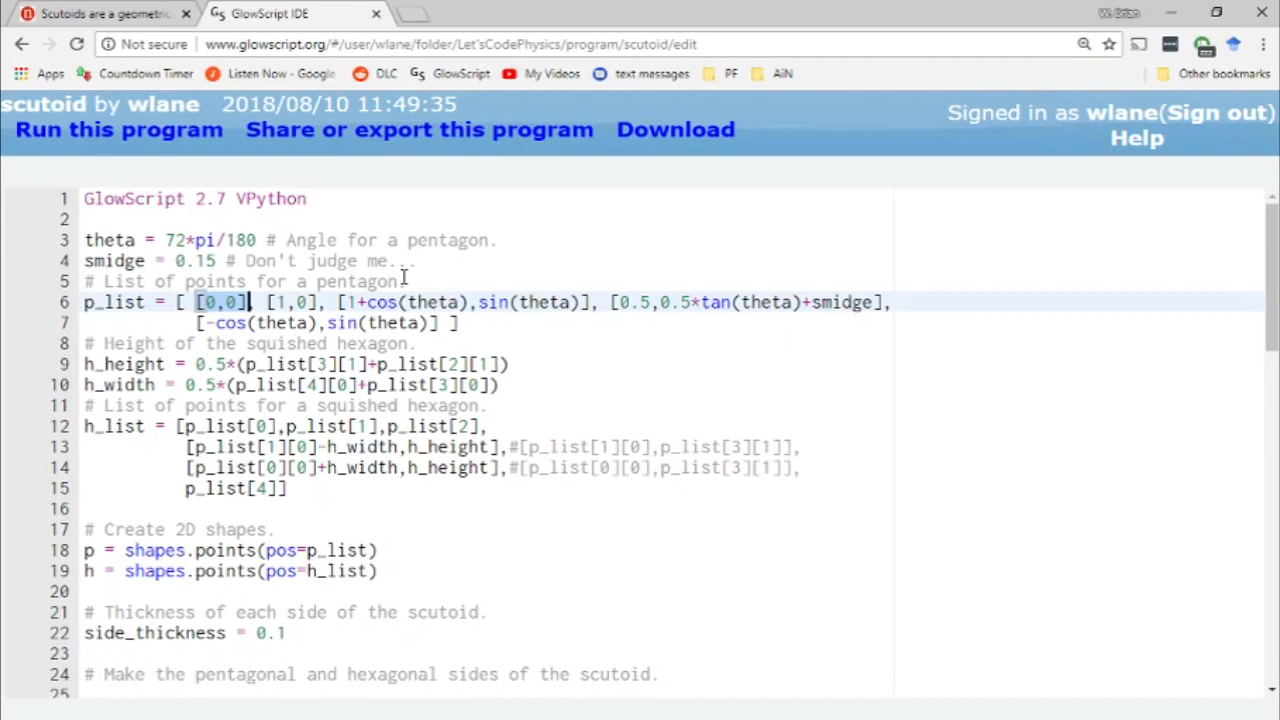 Scutoids are a geometric
GlowScript IDE
Not secure
www.glowscript.org/#/user/wlane/folder/Let'sCodePhysics/program/scutoid/edit
Apps
Countdown Timer
Listen Now - Google
DLC
GlowScript
My Videos
text messages
PF
AiN
Other bookmarks
scutoid by wlane 2018/08/10 11:49:35
Signed in as wlane(Sign out)
Run this program Share or export this program Download
Help
1 GlowScript 2.7 VPython
2
3 theta = 72*pi/180 # Angle for a pentagon.
4 smidge = 0.15 # Don't judge me...
5 # List of points for a pentagon.
6 p_list = [ [0,0], [1,0], [1+cos(theta),sin(theta)], [0.5,0.5*tan(theta)+smidge],
7 [-cos(theta),sin(theta)] ]
8 # Height of the squished hexagon.
9 h_height = 0.5*(p_list[3][1]+p_list[2][1])
10 h_width = 0.5*(p_list[4][0]+p_list[3][0])
11 # List of points for a squished hexagon.
12 h_list = [p_list[0],p_list[1],p_list[2],
13 [p_list[1][0]-h_width,h_height],#[p_list[1][0],p_list[3][1]],
14 [p_list[0][0]+h_width,h_height],#[p_list[0][0],p_list[3][1]],
15 p_list[4]]
16
17 # Create 2D shapes.
18 p = shapes.points(pos=p_list)
19 h = shapes.points(pos=h_list)
20
21 # Thickness of each side of the scutoid.
22 side_thickness = 0.1
23
24 # Make the pentagonal and hexagonal sides of the scutoid.
25